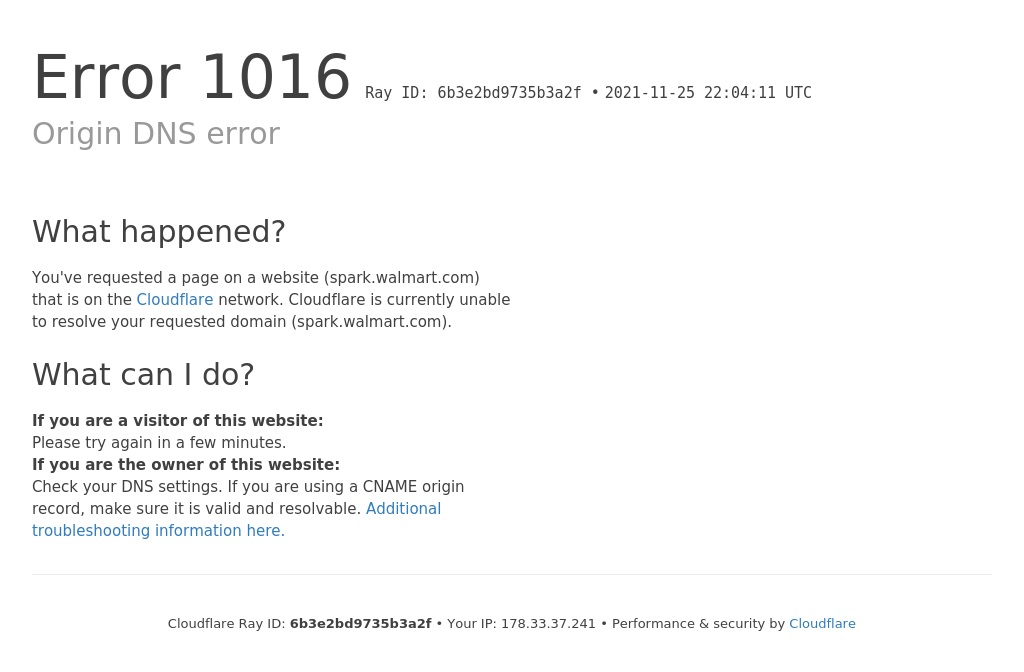 Error 1016 Ray ID: 6b3e2bd9735b3a2f • 2021-11-25 22:04:11 UTC
Origin DNS error
What happened?
You've requested a page on a website (spark.walmart.com)
that is on the Cloudflare network. Cloudflare is currently unable
to resolve your requested domain (spark.walmart.com).
What can I do?
If you are a visitor of this website:
Please try again in a few minutes.
If you are the owner of this website:
Check your DNS settings. If you are using a CNAME origin
record, make sure it is valid and resolvable. Additional
troubleshooting information here.
Cloudflare Ray ID: 6b3e2bd9735b3a2f • Your IP: 178.33.37.241 • Performance & security by Cloudflare